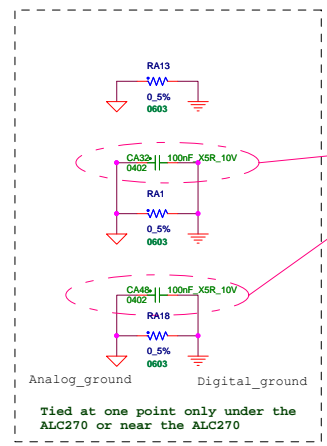 RA13
0_5%
0603
CA32 100nF_X5R_10V
0402
RA1
0_5%
0603
CA48 100nF_X5R_10V
0402
RA18
0_5%
0603
Analog_ground Digital_ground
Tied at one point only under the
ALC270 or near the ALC270